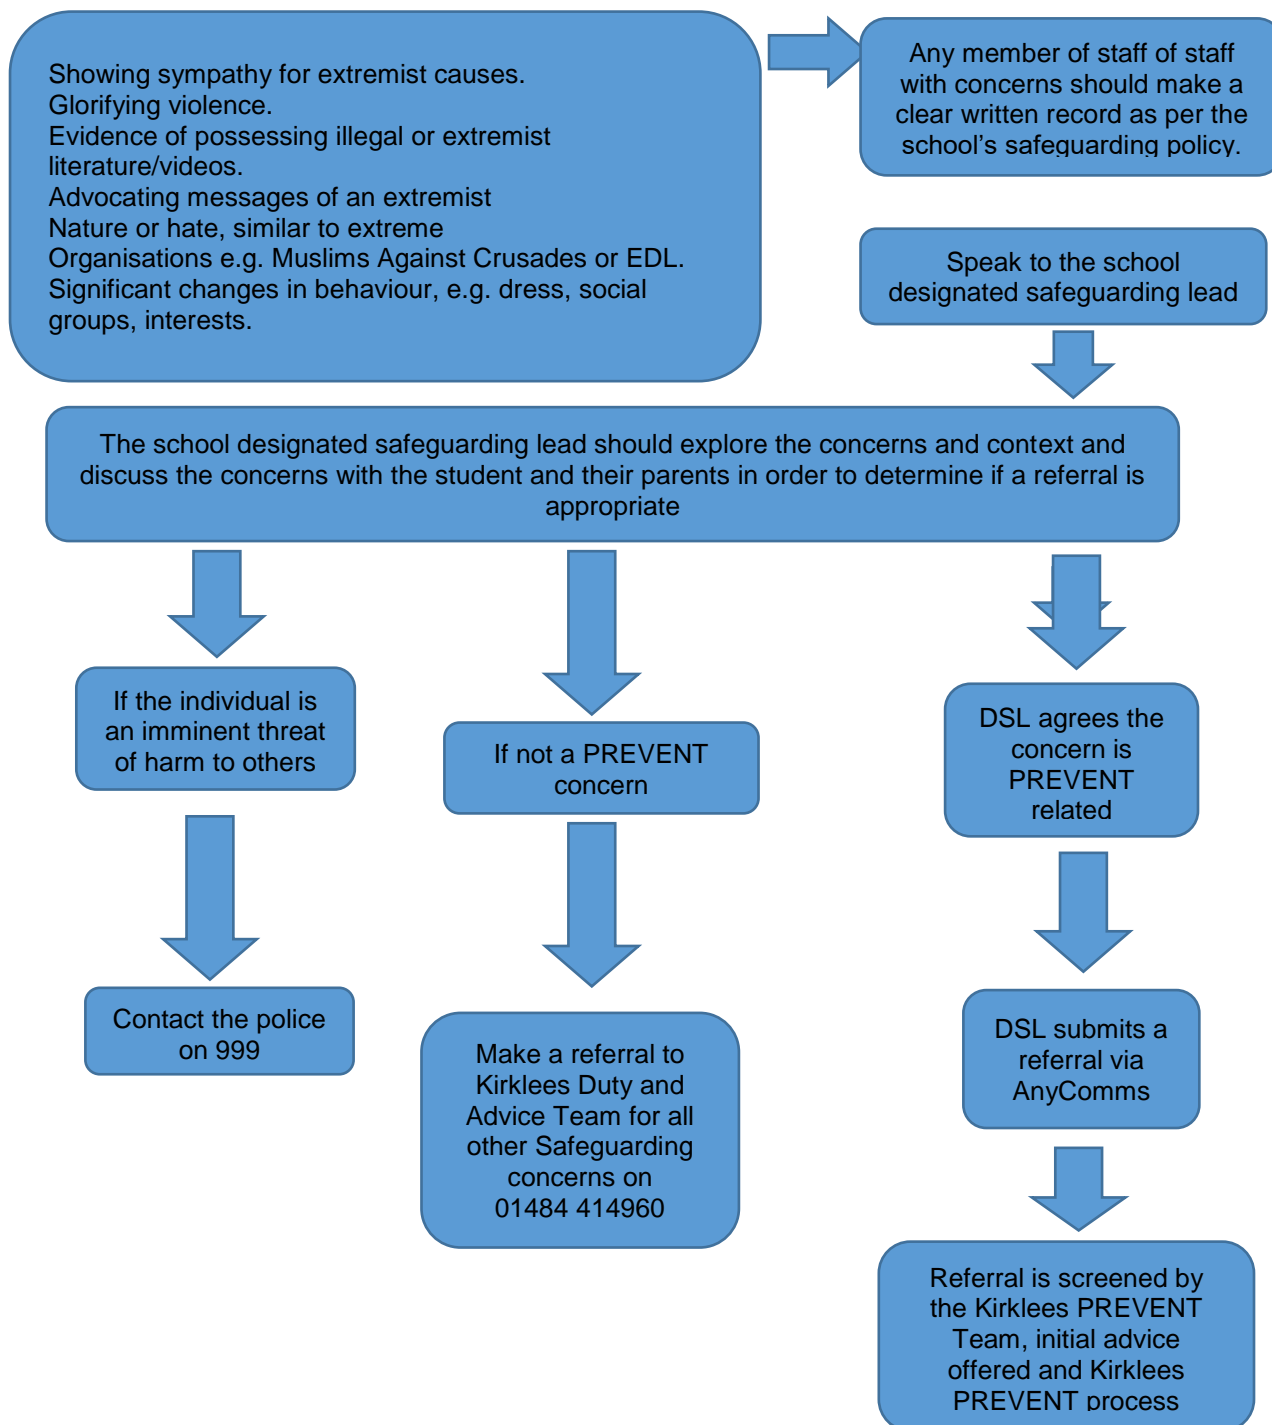 Showing sympathy for extremist causes.
Glorifying violence.
Evidence of possessing illegal or extremist
literature/videos.
Advocating messages of an extremist
Nature or hate, similar to extreme
Organisations e.g. Muslims Against Crusades or EDL.
Significant changes in behaviour, e.g. dress, social
groups, interests.
Any member of staff of staff
with concerns should make a
clear written record as per the
school’s safeguarding policy.
Speak to the school
designated safeguarding lead
The school designated safeguarding lead should explore the concerns and context and
discuss the concerns with the student and their parents in order to determine if a referral is
appropriate
If the individual is
an imminent threat
of harm to others
Contact the police
on 999
If not a PREVENT
concern
Make a referral to
Kirklees Duty and
Advice Team for all
other Safeguarding
concerns on
01484 414960
DSL agrees the
concern is
PREVENT
related
DSL submits a
referral via
AnyComms
Referral is screened by
the Kirklees PREVENT
Team, initial advice
offered and Kirklees
PREVENT process